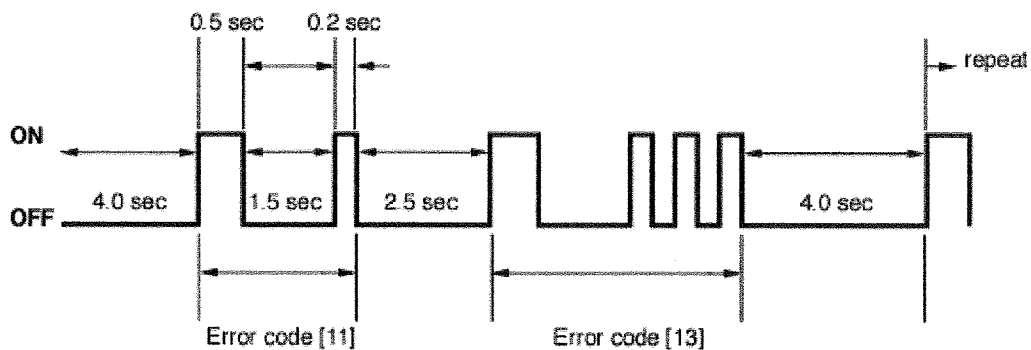 0.5 sec 0.2 sec
repeat
ON
4.0 sec 1.5 sec 2.5 sec 4.0 sec
OFF
Error code [11] Error code [13]